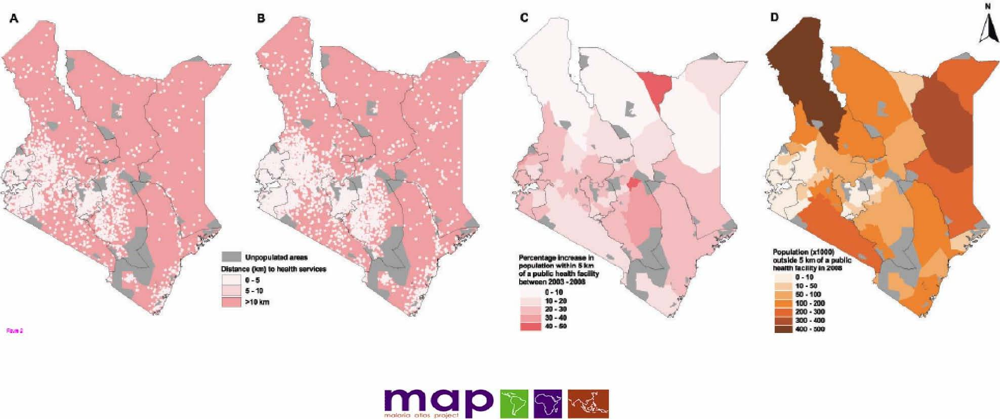 A
B
C
D
N
Unpopulated areas
Distance (km) to health services
0 - 5
5 - 10
>10 km
Percentage increase in
population within 5 km
of a public health facility
between 2003 - 2008
0 - 10
10 - 20
20 - 30
30 - 40
40 - 50
Population (x1000)
outside 5 km of a public
health facility in 2008
0 - 10
10 - 50
50 - 100
100 - 200
200 - 300
300 - 400
400 - 500
map
malaria atlas project